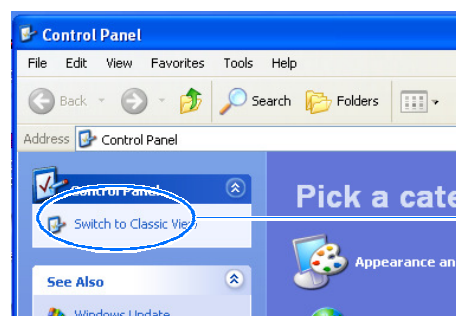 Control Panel
File Edit View Favorites Tools Help
Back Search Folders
Address Control Panel
Control Panel
Switch to Classic View
Pick a cate
Appearance an
See Also
Windows Update